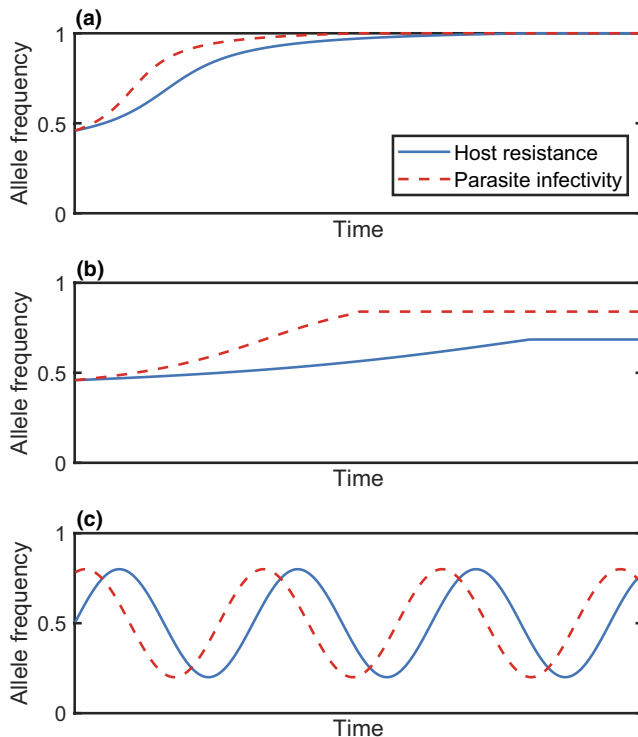 (a)
1
0.5
0
Allele frequency
Host resistance
Parasite infectivity
Time
(b)
1
0.5
0
Allele frequency
Time
(c)
1
0.5
0
Allele frequency
Time